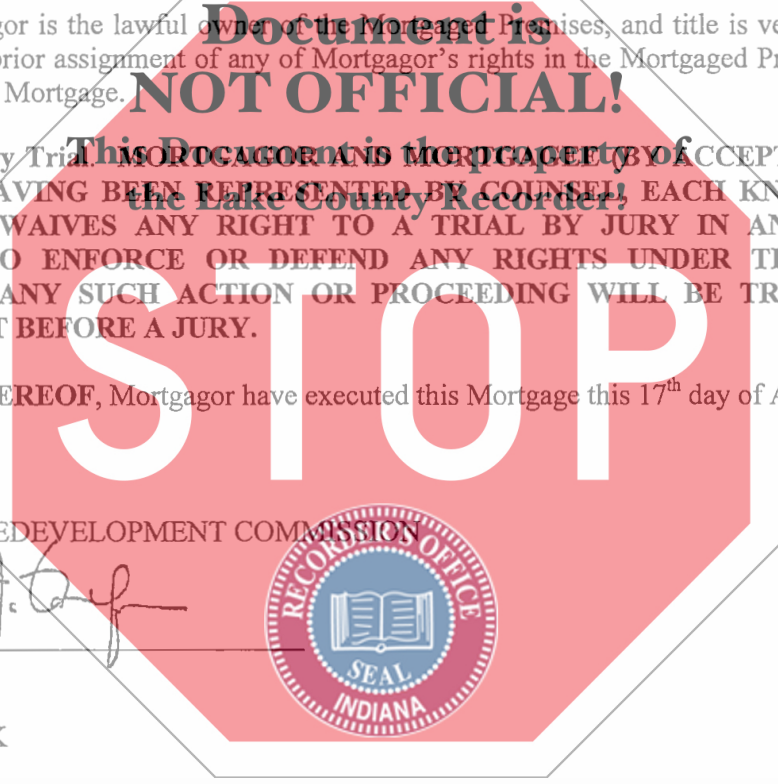 gor is the lawful owner of the Mortgaged Premises, and title is ve
Document is
prior assignment of any of Mortgagor's rights in the Mortgaged Pr
Mortgage.
NOT OFFICIAL!
y Trial. MORTGAGOR AND MORTGAGEE (BY ACCEPT
This Document is the property of
AVING BEEN REPRESENTED BY COUNSEL, EACH KN
the Lake County Recorder!
WAIVES ANY RIGHT TO A TRIAL BY JURY IN AN
O ENFORCE OR DEFEND ANY RIGHTS UNDER TH
ANY SUCH ACTION OR PROCEEDING WILL BE TR
T BEFORE A JURY.
STOP
EREOF, Mortgagor have executed this Mortgage this 17th day of A
EDEVELOPMENT COMMISSION
RECORDER'S OFFICE
SEAL
INDIANA
K